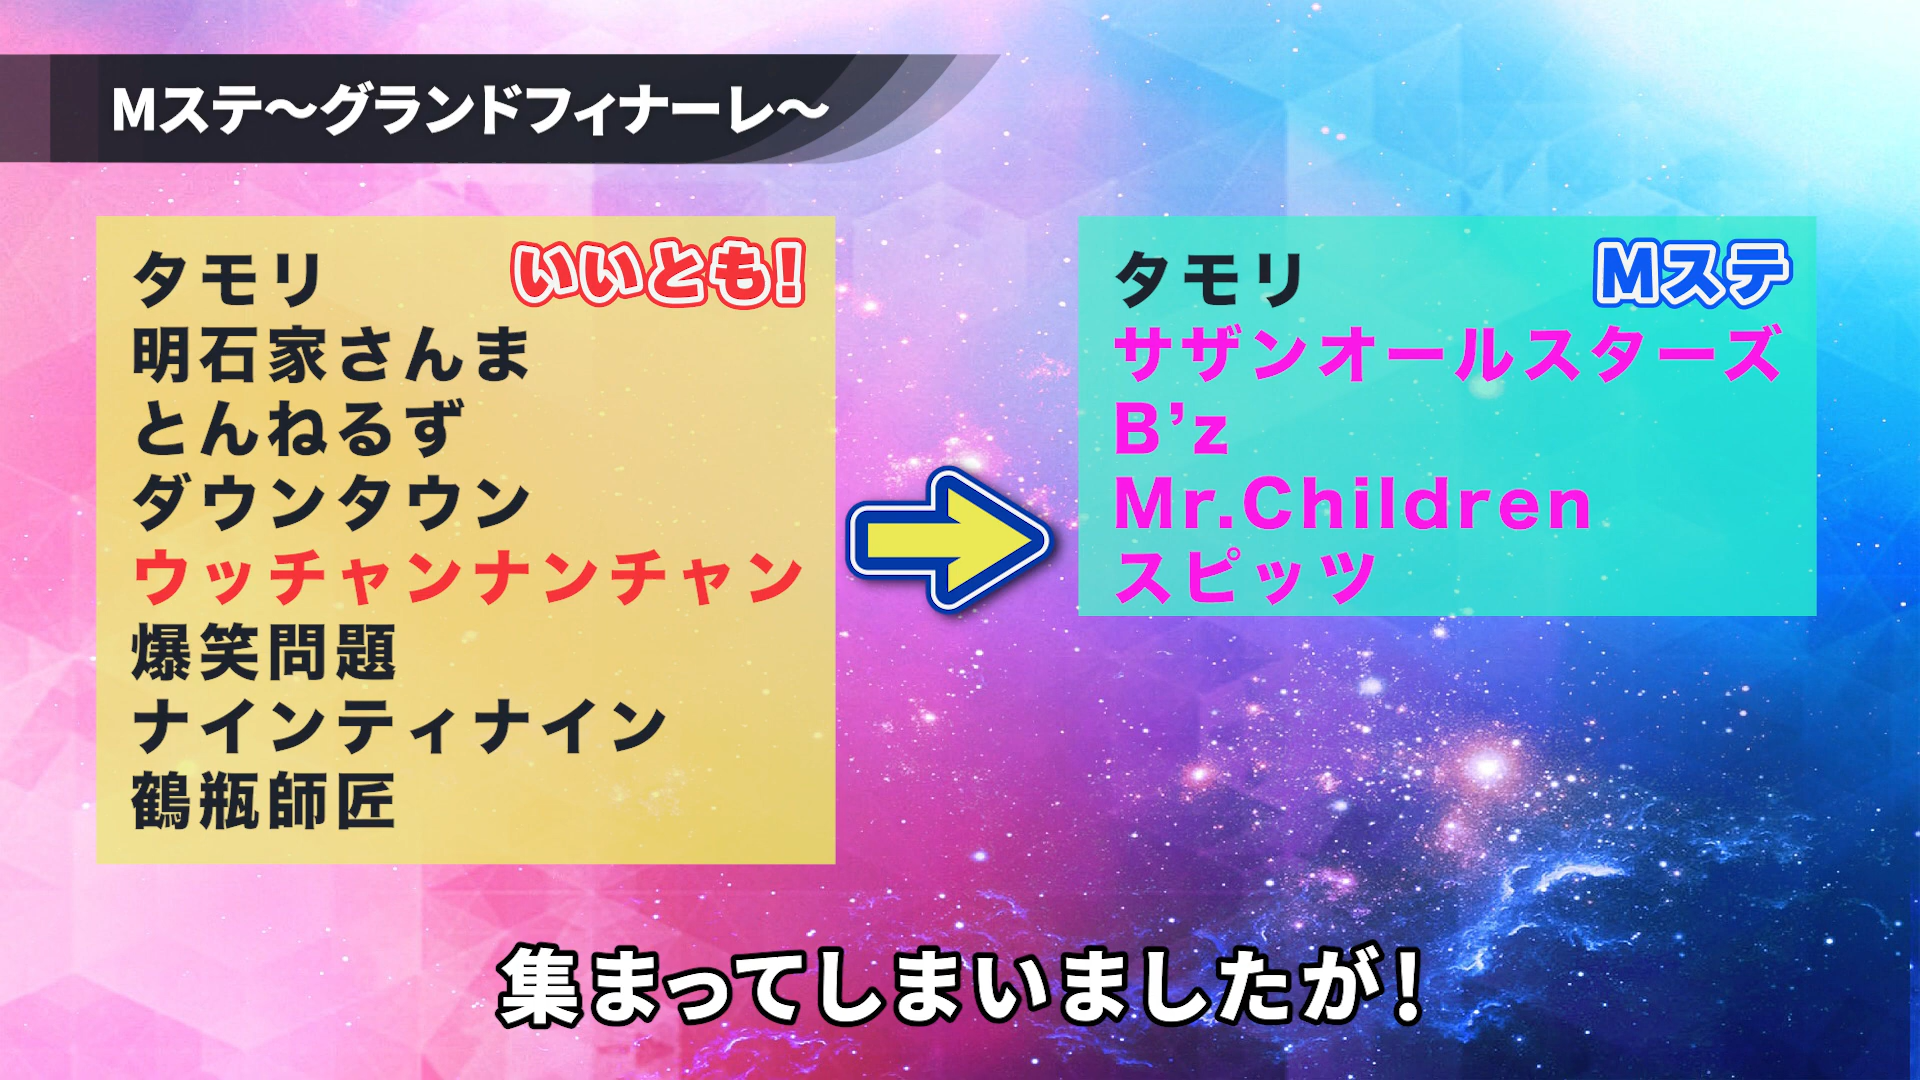 Mステ〜グランドフィナーレ〜
いいとも!
タモリ
明石家さんま
とんねるず
ダウンタウン
ウッチャンナンチャン
爆笑問題
ナインティナイン
鶴瓶師匠
Mステ
タモリ
サザンオールスターズ
B’z
Mr.Children
スピッツ
集まってしまいましたが!